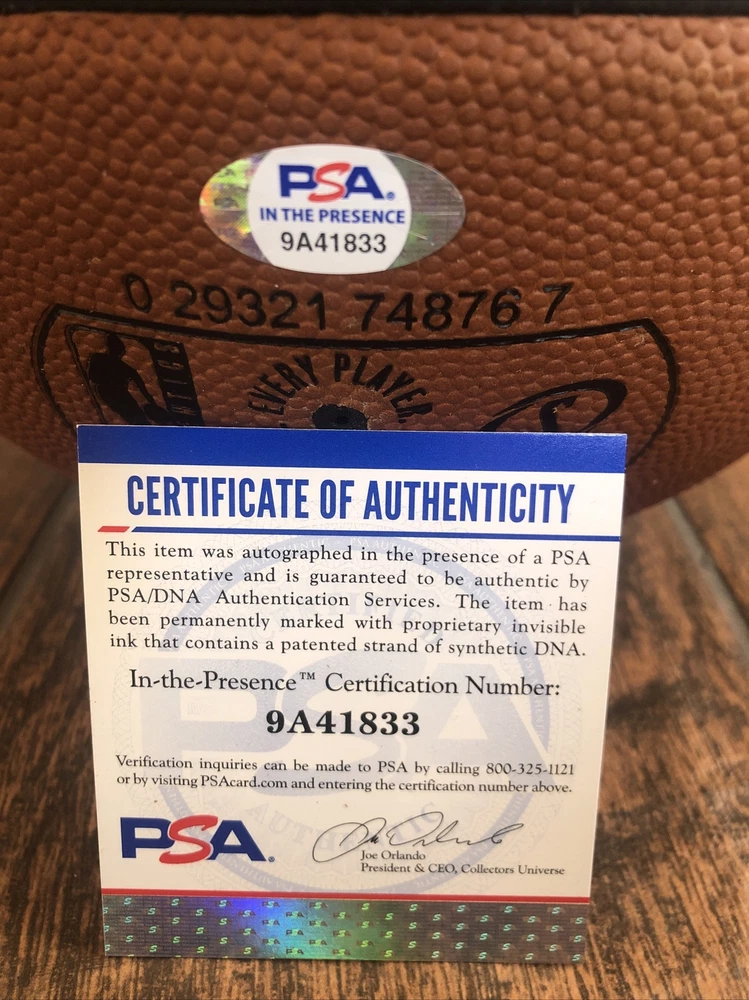 PSA®
IN THE PRESENCE
9A41833
0 29321 74876 7
EVERY PLAYER.
CERTIFICATE OF AUTHENTICITY
This item was autographed in the presence of a PSA
representative and is guaranteed to be authentic by
PSA/DNA Authentication Services. The item has
been permanently marked with proprietary invisible
ink that contains a patented strand of synthetic DNA.
In-the-Presence™ Certification Number:
9A41833
Verification inquiries can be made to PSA by calling 800-325-1121
or by visiting PSAcard.com and entering the certification number above.
PSA®
Joe Orlando
President & CEO, Collectors Universe